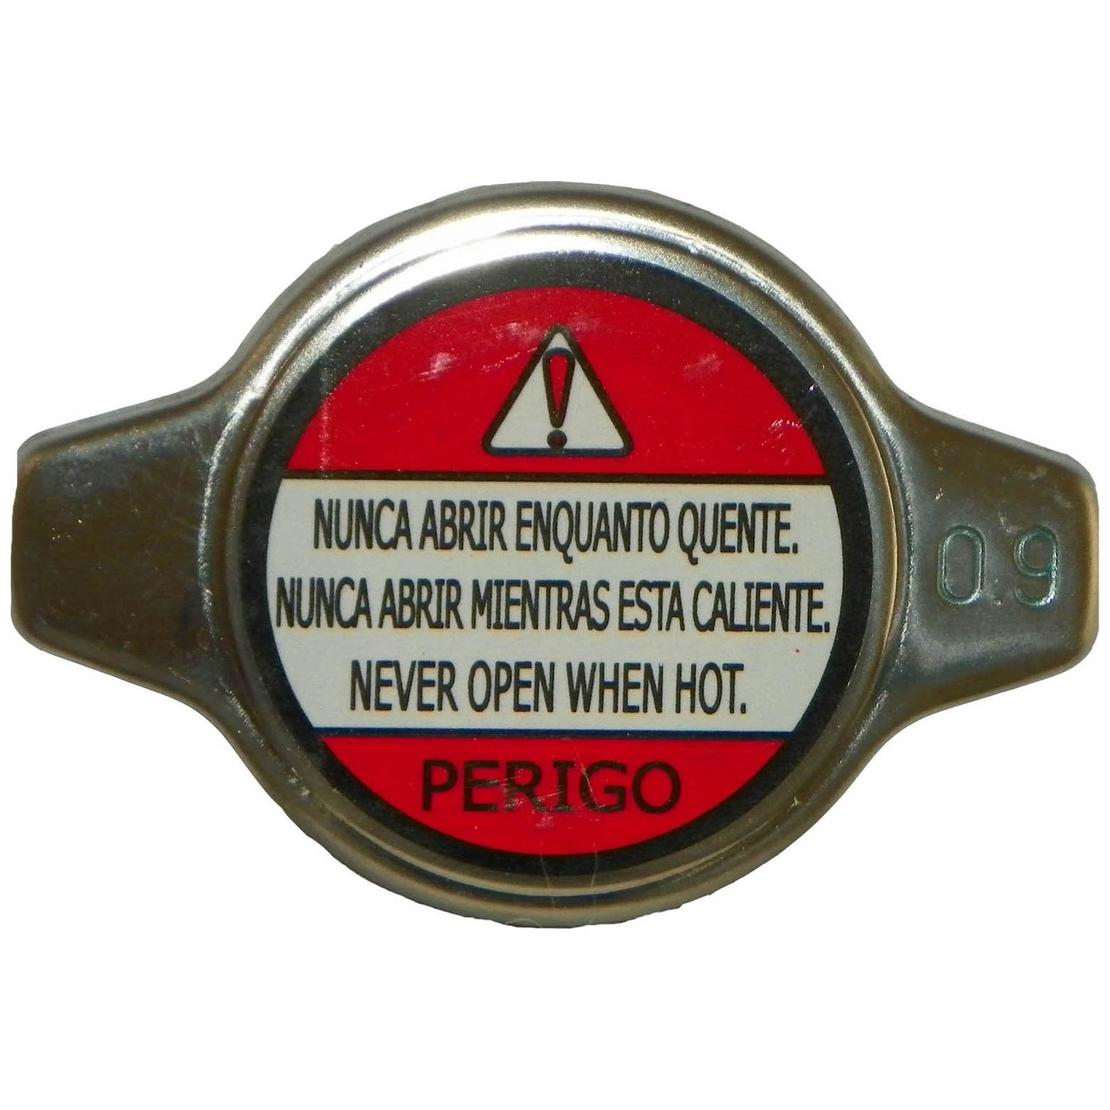 NUNCA ABRIR ENQUANTO QUENTE.
NUNCA ABRIR MIENTRAS ESTA CALIENTE.
0.9
NEVER OPEN WHEN HOT.
PERIGO